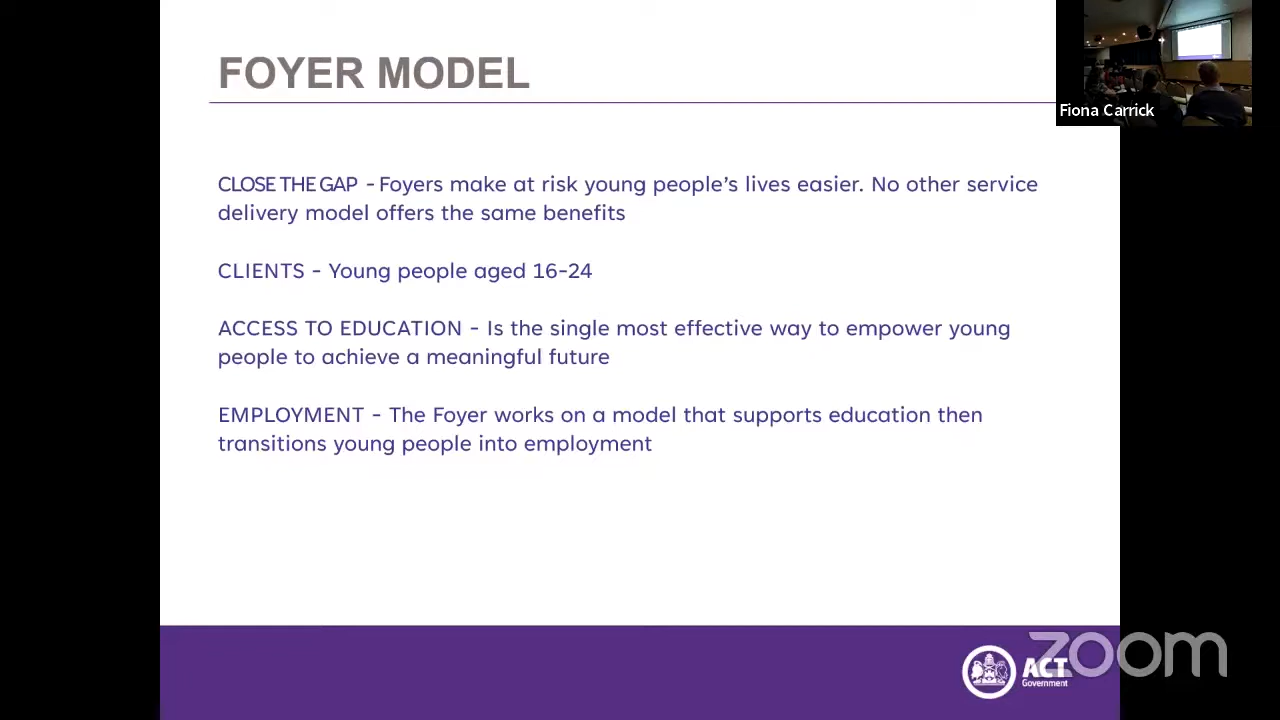 FOYER MODEL
Fiona Carrick
CLOSE THE GAP - Foyers make at risk young people's lives easier. No other service
delivery model offers the same benefits
CLIENTS - Young people aged 16-24
ACCESS TO EDUCATION - Is the single most effective way to empower young
people to achieve a meaningful future
EMPLOYMENT - The Foyer works on a model that supports education then
transitions young people into employment
ACT
Government
zoom